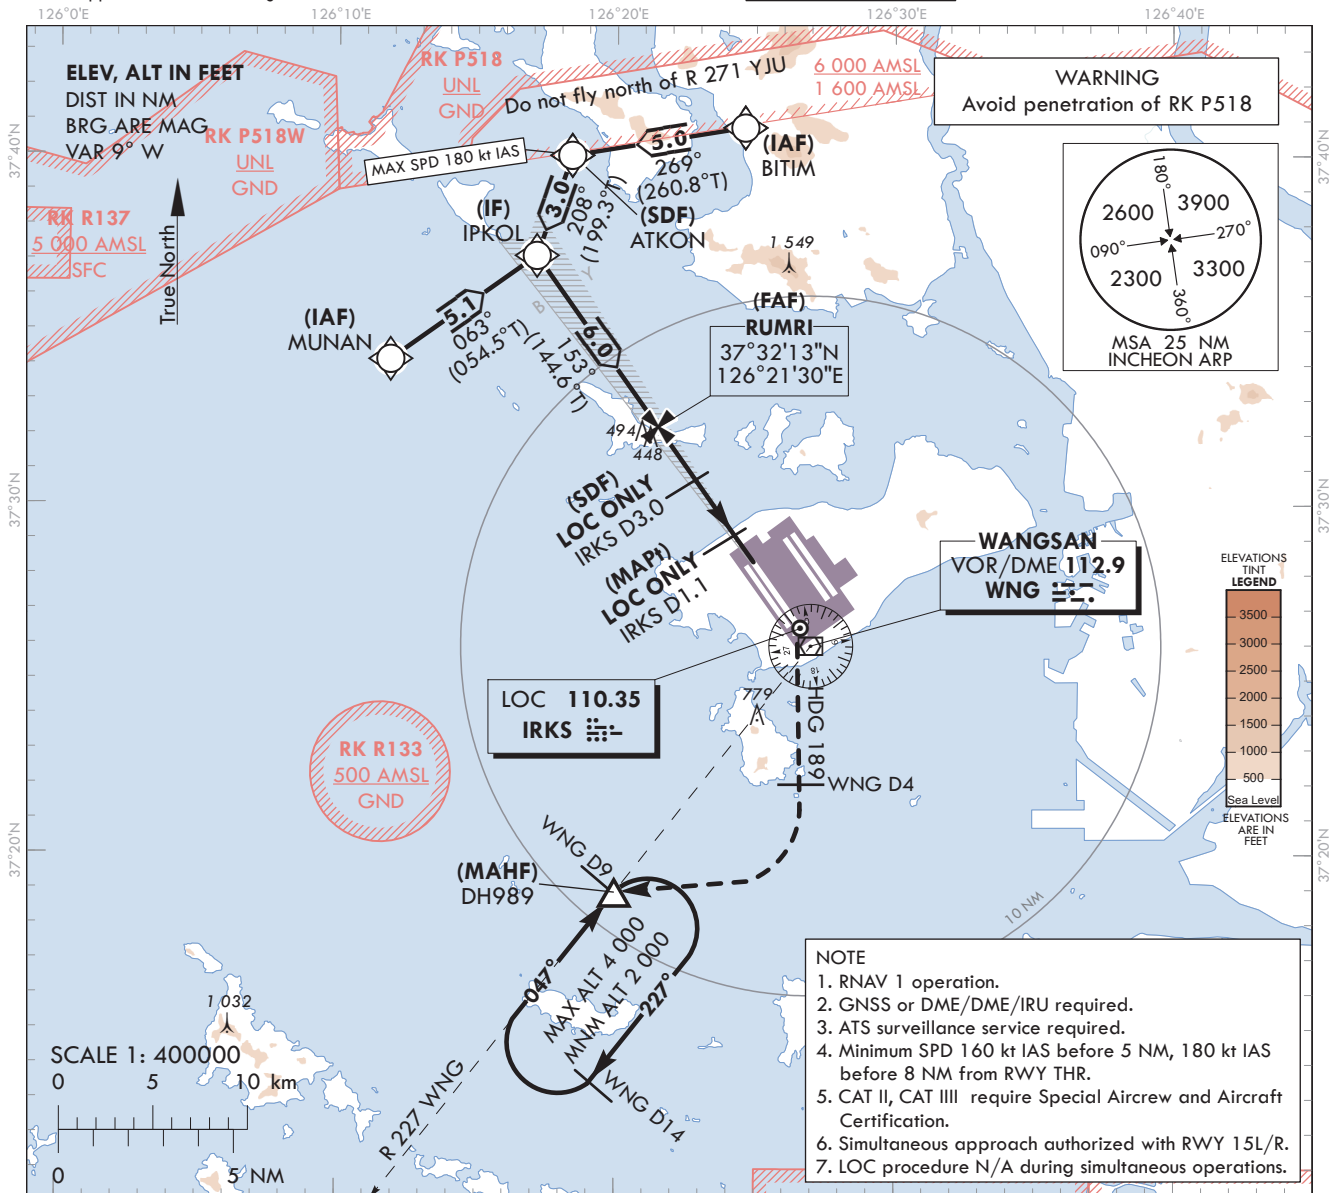 126°0'E
126°10'E
126°20'E
126°30'E
126°40'E
37°40'N
37°30'N
37°20'N
37°40'N
37°30'N
37°20'N
ELEV, ALT IN FEET
DIST IN NM
BRG ARE MAG
VAR 9° W
RK P518W
UNL
GND
RK P518
UNL
GND
Do not fly north of R 271 YJU
6 000 AMSL
1 600 AMSL
WARNING
Avoid penetration of RK P518
MAX SPD 180 kt IAS
5.0
269°
(260.8°T)
(IAF)
BITIM
(SDF)
ATKON
3.0
208°
(199.3°T)
(IF)
IPKOL
RK R137
5 000 AMSL
SFC
True North
(IAF)
MUNAN
5.1
063°
(054.5°T)
6.0
153°
(144.6°T)
B
Y
1 549
(FAF)
RUMRI
37°32'13"N
126°21'30"E
180°
2600
3900
090°
270°
2300
3300
360°
MSA 25 NM
INCHEON ARP
494
448
(SDF)
LOC ONLY
IRKS D3.0
(MAPt)
LOC ONLY
IRKS D1.1
WANGSAN
VOR/DME 112.9
WNG
27
18
9
LOC 110.35
IRKS
779
HDG 189
WNG D4
ELEVATIONS
TINT
LEGEND
3500
3000
2500
2000
1500
1000
500
Sea Level
ELEVATIONS
ARE IN
FEET
RK R133
500 AMSL
GND
WNG D9
(MAHF)
DH989
10 NM
047°
MAX ALT 4 000
MNM ALT 2 000
227°
WNG D14
R 227 WNG
1 032
SCALE 1: 400000
0 5 10 km
0 5 NM
NOTE
1. RNAV 1 operation.
2. GNSS or DME/DME/IRU required.
3. ATS surveillance service required.
4. Minimum SPD 160 kt IAS before 5 NM, 180 kt IAS
before 8 NM from RWY THR.
5. CAT II, CAT IIII require Special Aircrew and Aircraft
Certification.
6. Simultaneous approach authorized with RWY 15L/R.
7. LOC procedure N/A during simultaneous operations.